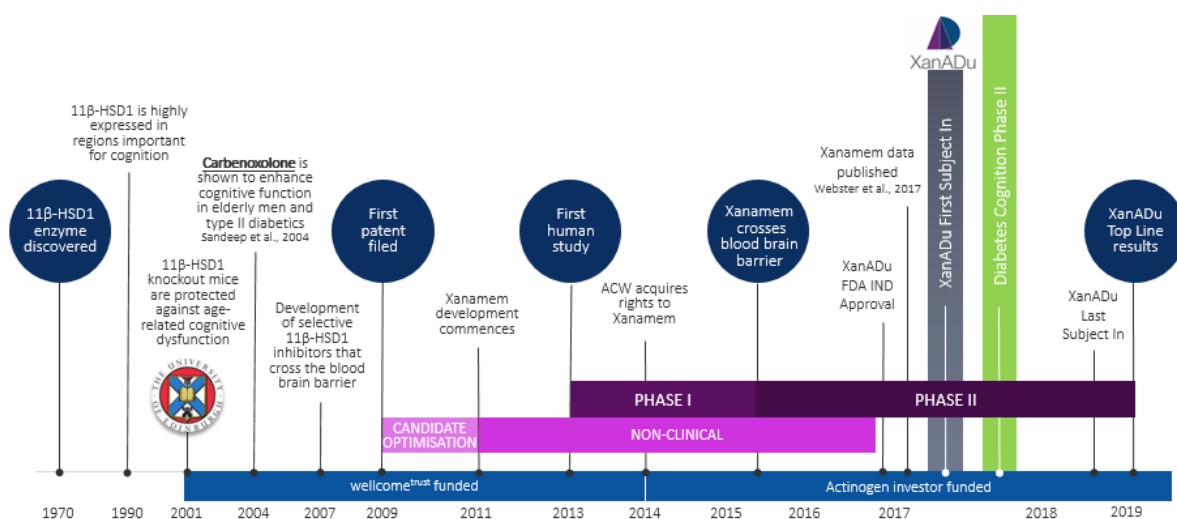 XanADu
11β-HSD1 is highly
expressed in
regions important
for cognition
Carbenoxolone is
shown to enhance
cognitive function
in elderly men and
type II diabetics
Sandeep et al., 2004
11β-HSD1
enzyme
discovered
11β-HSD1
knockout mice
are protected
against age-
related cognitive
dysfunction
THE UNIVERSITY
OF EDINBURGH
Development
of selective
11β-HSD1
inhibitors that
cross the blood
brain barrier
First
patent
filed
Xanamem
development
commences
First
human
study
ACW acquires
rights to
Xanamem
Xanamem
crosses
blood brain
barrier
Xanamem data
published
Webster et al., 2017
XanADu
FDA IND
Approval
XanADu First Subject In
Diabetes Cognition Phase II
XanADu
Last
Subject In
XanADu
Top Line
results
PHASE I
PHASE II
CANDIDATE
OPTIMISATION
NON-CLINICAL
wellcometrust funded
Actinogen investor funded
1970 1990 2001 2004 2007 2009 2011 2013 2014 2015 2016 2017 2018 2019